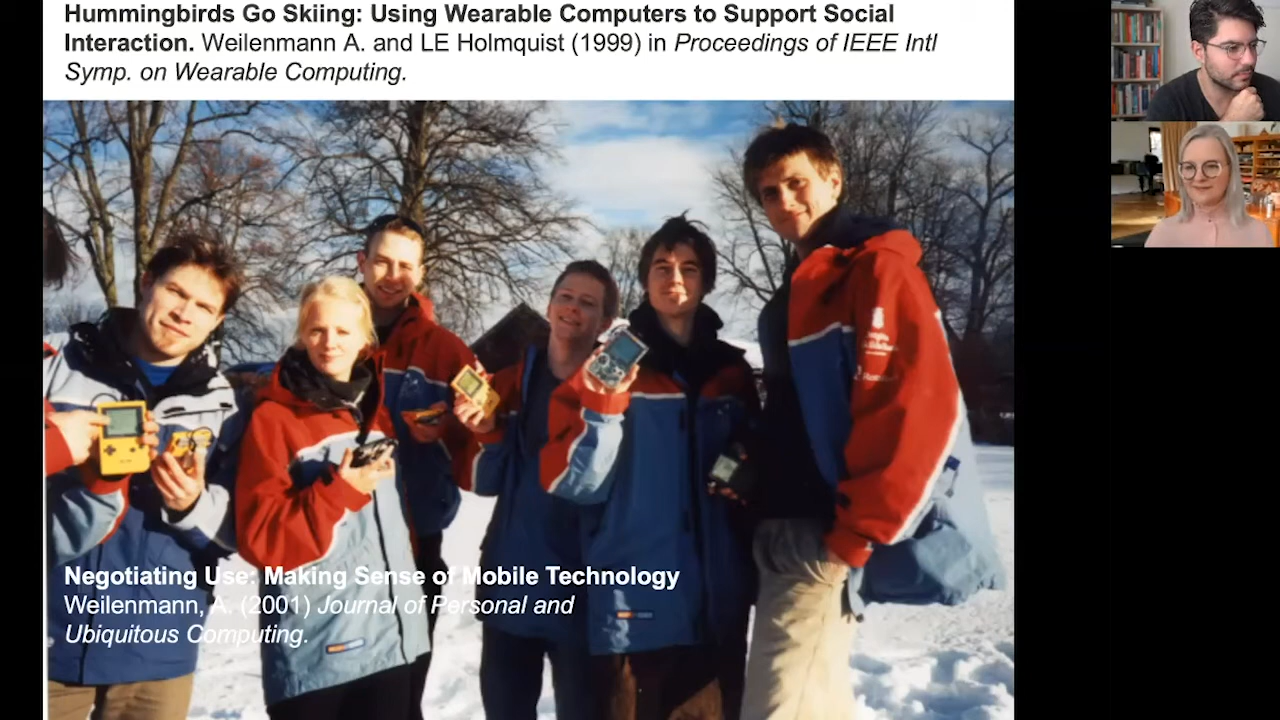 Hummingbirds Go Skiing: Using Wearable Computers to Support Social
Interaction. Weilenmann A. and LE Holmquist (1999) in Proceedings of IEEE Intl
Symp. on Wearable Computing.
Negotiating Use: Making Sense of Mobile Technology
Weilenmann, A. (2001) Journal of Personal and
Ubiquitous Computing.